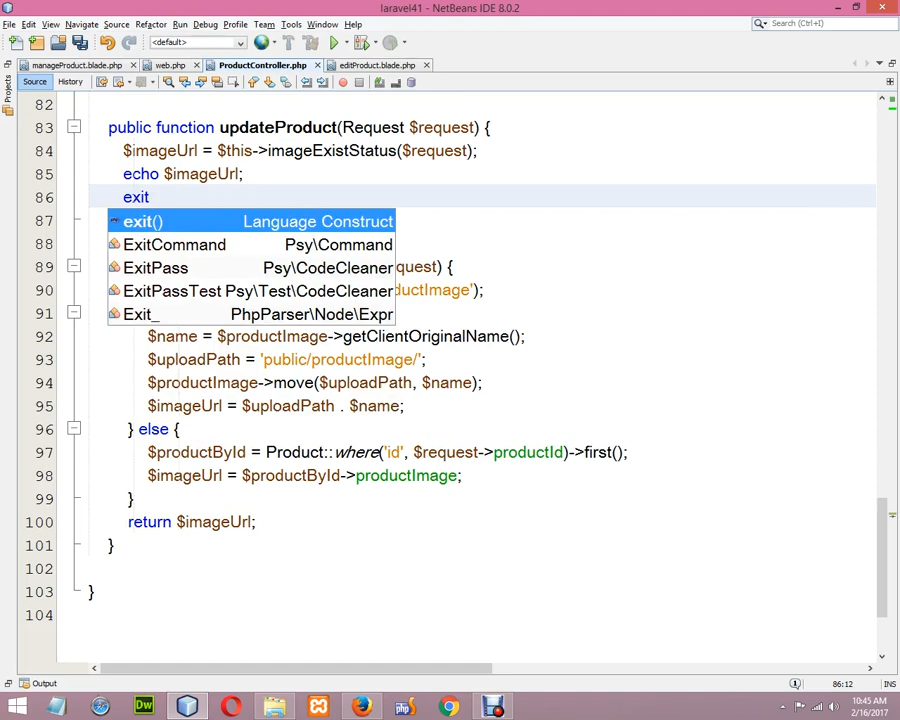 laravel41 - NetBeans IDE 8.0.2
File Edit View Navigate Source Refactor Run Debug Profile Team Tools Window Help
<default>
Search (Ctrl+I)
manageProduct.blade.php web.php ProductController.php editProduct.blade.php
Source History
Projects
82
83 public function updateProduct(Request $request) {
84 $imageUrl = $this->imageExistStatus($request);
85 echo $imageUrl;
86 exit
87 exit() Language Construct
88 ExitCommand Psy\Command
89 ExitPass Psy\CodeCleaner quest) {
90 ExitPassTest Psy\Test\CodeCleaner ductImage');
91 Exit_ PhpParser\Node\Expr
92 $name = $productImage->getClientOriginalName();
93 $uploadPath = 'public/productImage/';
94 $productImage->move($uploadPath, $name);
95 $imageUrl = $uploadPath . $name;
96 } else {
97 $productById = Product::where('id', $request->productId)->first();
98 $imageUrl = $productById->productImage;
99 }
100 return $imageUrl;
101 }
102
103 }
104
Output
86:12 INS
Dw
php
10:45 AM
2/16/2017